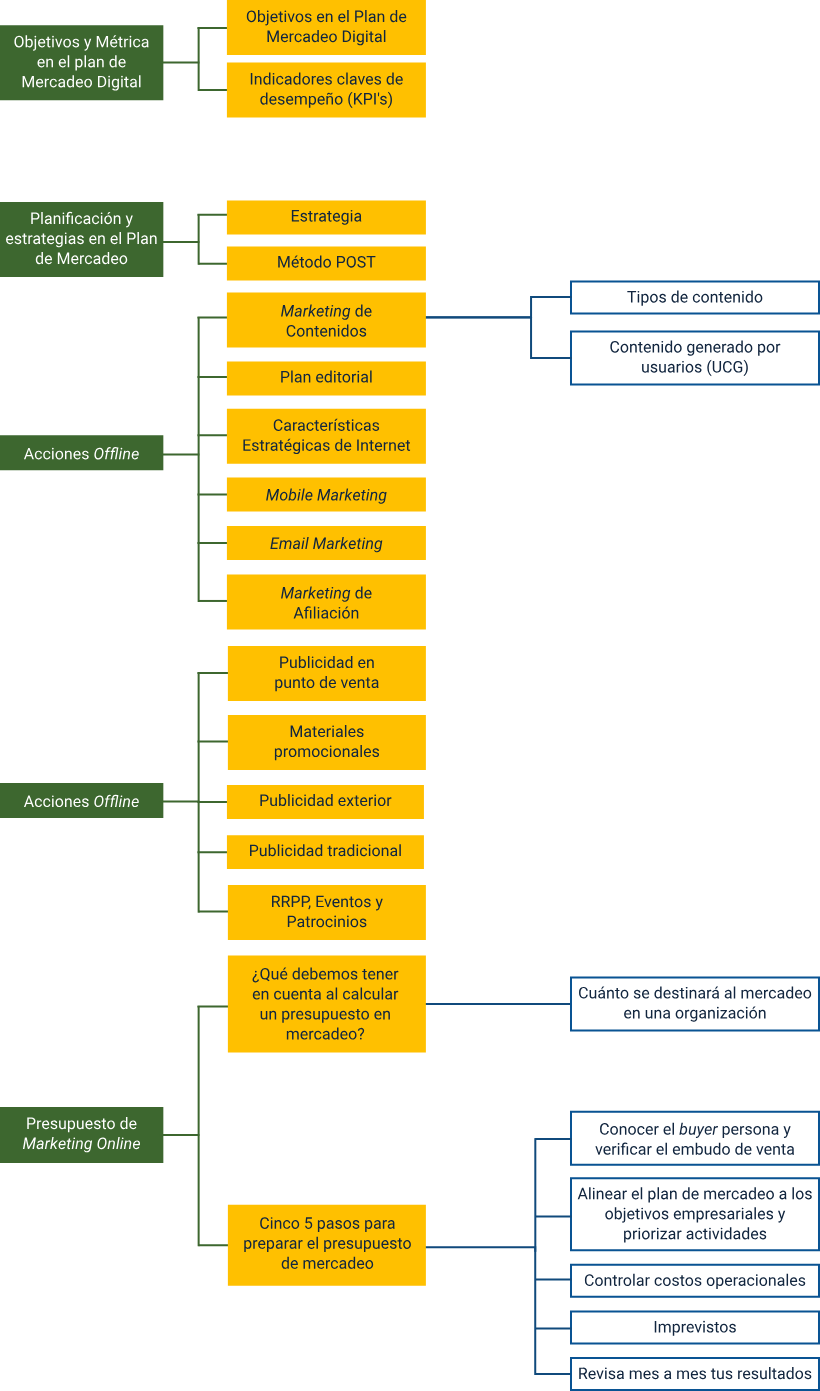 Objetivos y Métrica
en el plan de
Mercadeo Digital
Objetivos en el Plan de
Mercadeo Digital
Indicadores claves de
desempeño (KPI's)
Planificación y
estrategias en el Plan
de Mercadeo
Estrategia
Método POST
Acciones Offline
Marketing de
Contenidos
Tipos de contenido
Contenido generado por
usuarios (UCG)
Plan editorial
Características
Estratégicas de Internet
Mobile Marketing
Email Marketing
Marketing de
Afiliación
Acciones Offline
Publicidad en
punto de venta
Materiales
promocionales
Publicidad exterior
Publicidad tradicional
RRPP, Eventos y
Patrocinios
Presupuesto de
Marketing Online
¿Qué debemos tener
en cuenta al calcular
un presupuesto en
mercadeo?
Cuánto se destinará al mercadeo
en una organización
Cinco 5 pasos para
preparar el presupuesto
de mercadeo
Conocer el buyer persona y
verificar el embudo de venta
Alinear el plan de mercadeo a los
objetivos empresariales y
priorizar actividades
Controlar costos operacionales
Imprevistos
Revisa mes a mes tus resultados